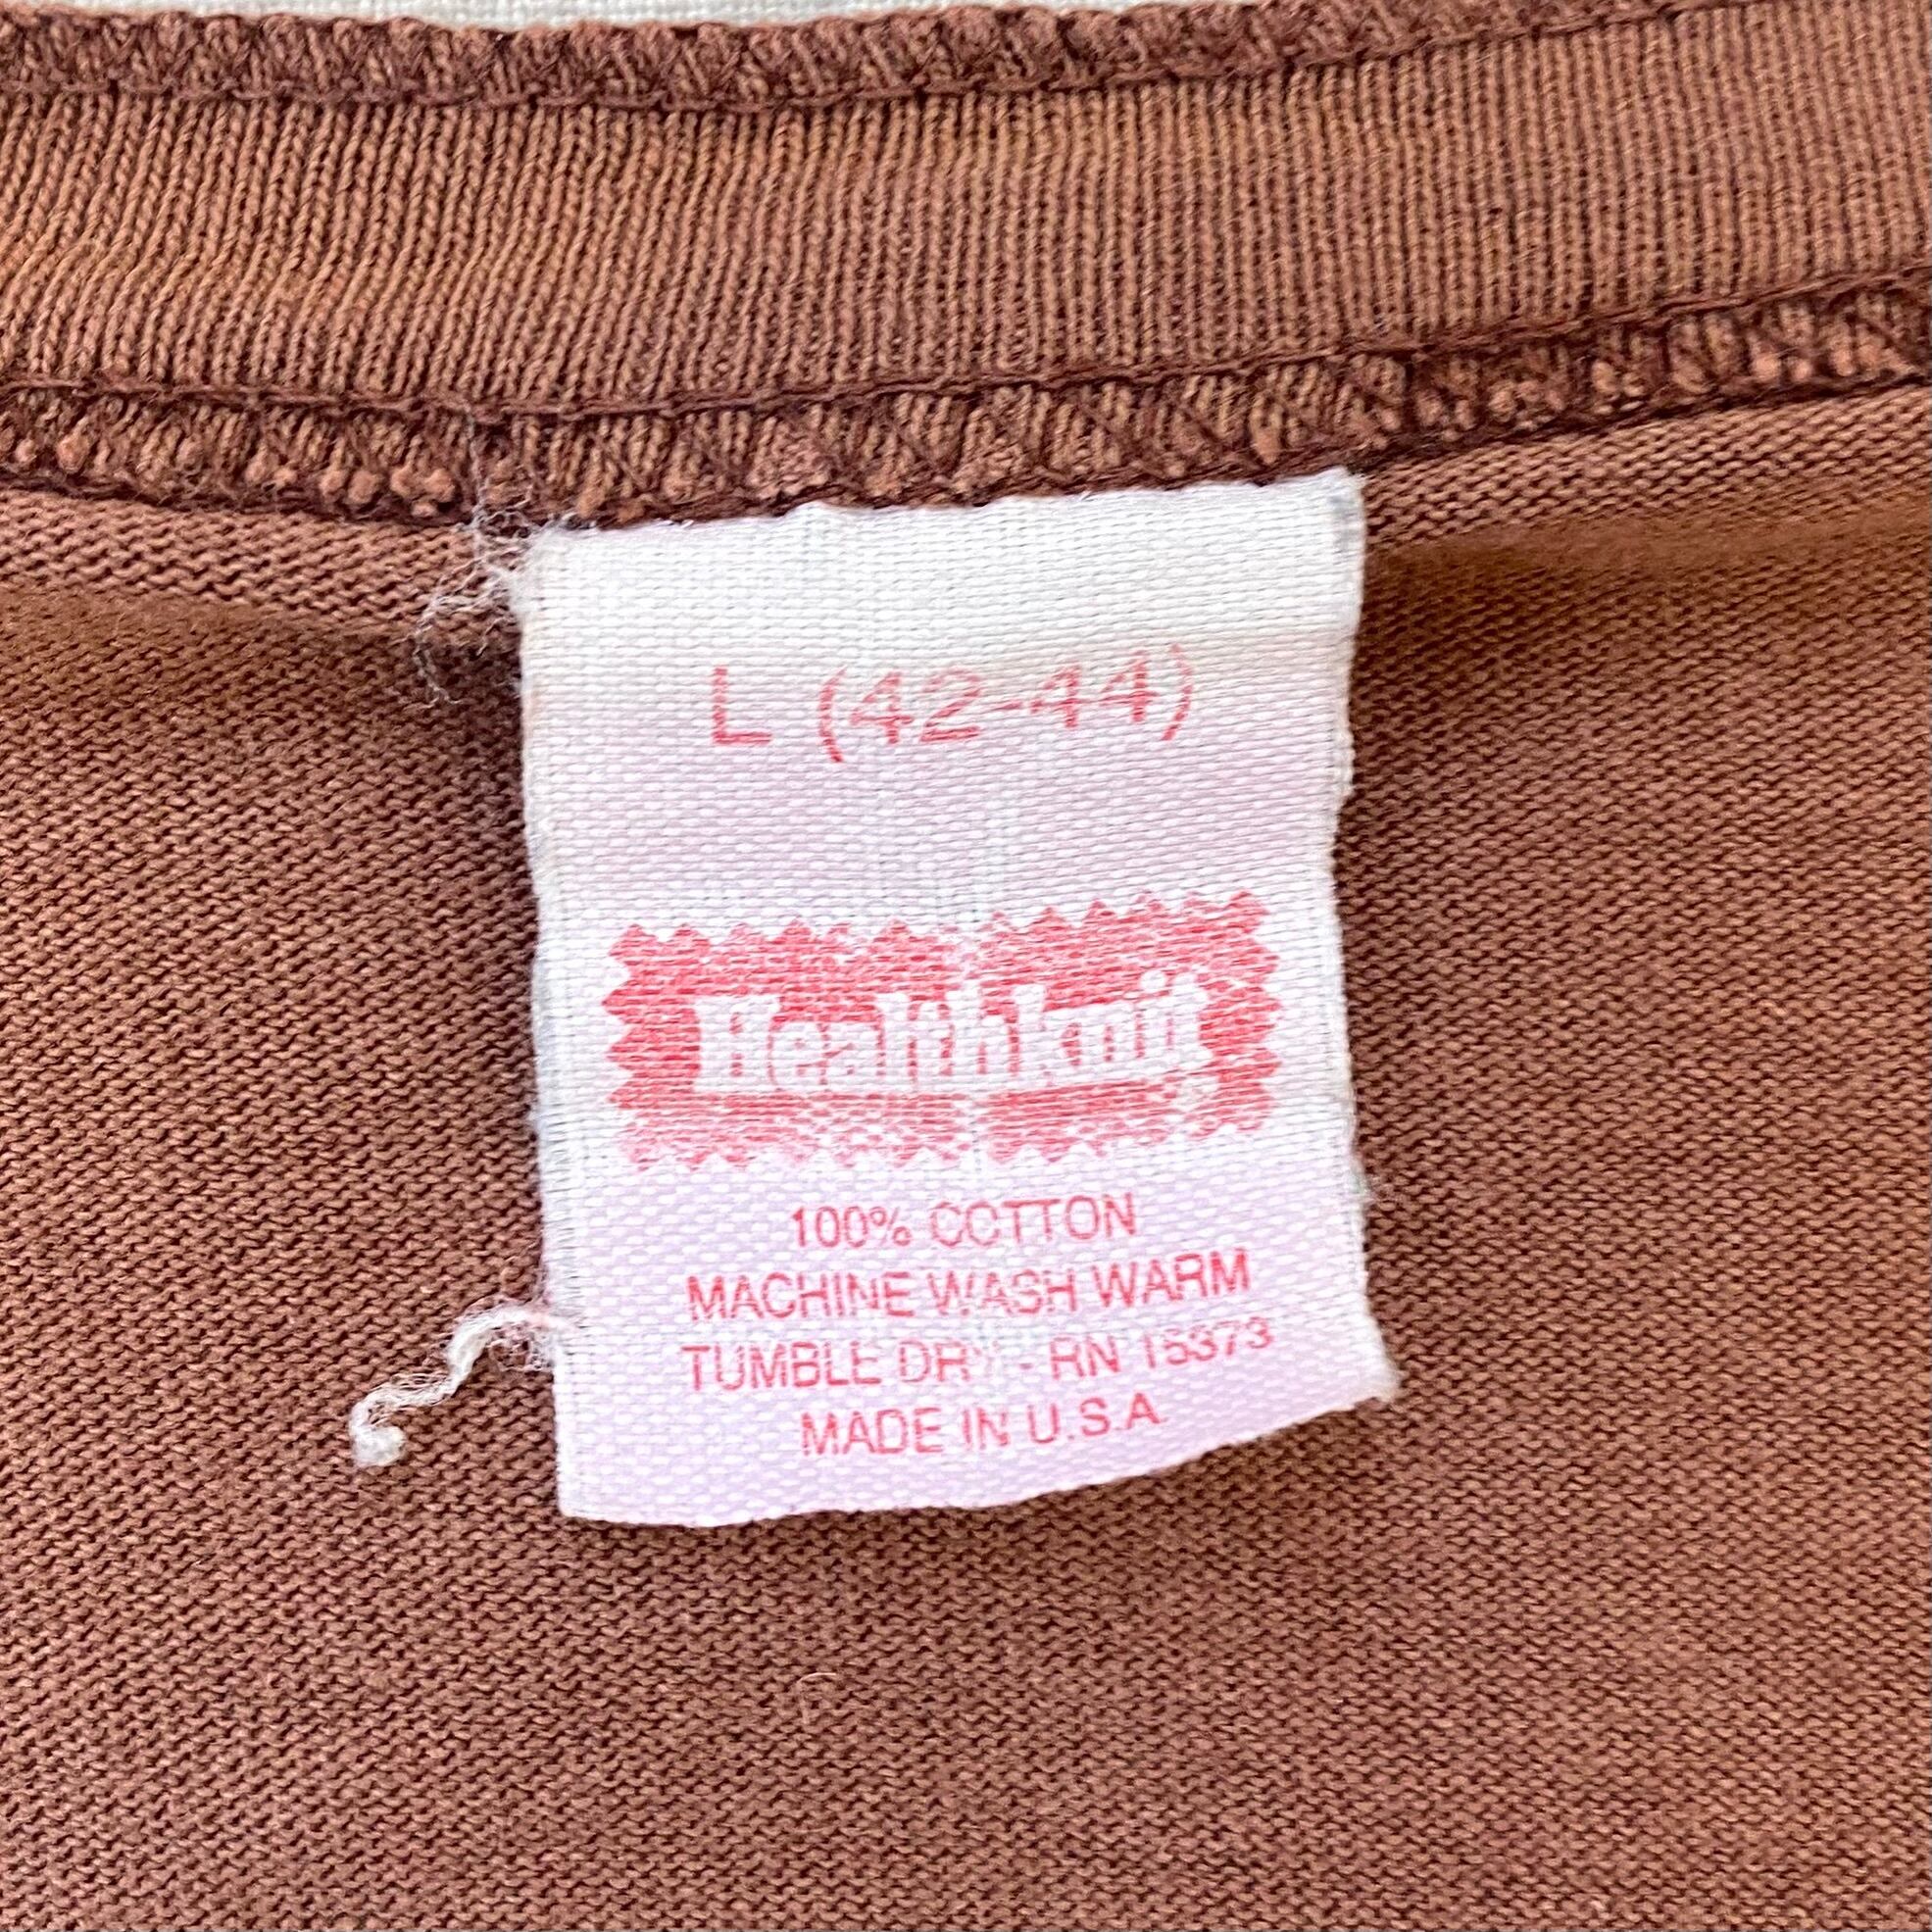 L (42-44)
Healthknit
100% COTTON
MACHINE WASH WARM
TUMBLE DRY - RN 15373
MADE IN U.S.A.